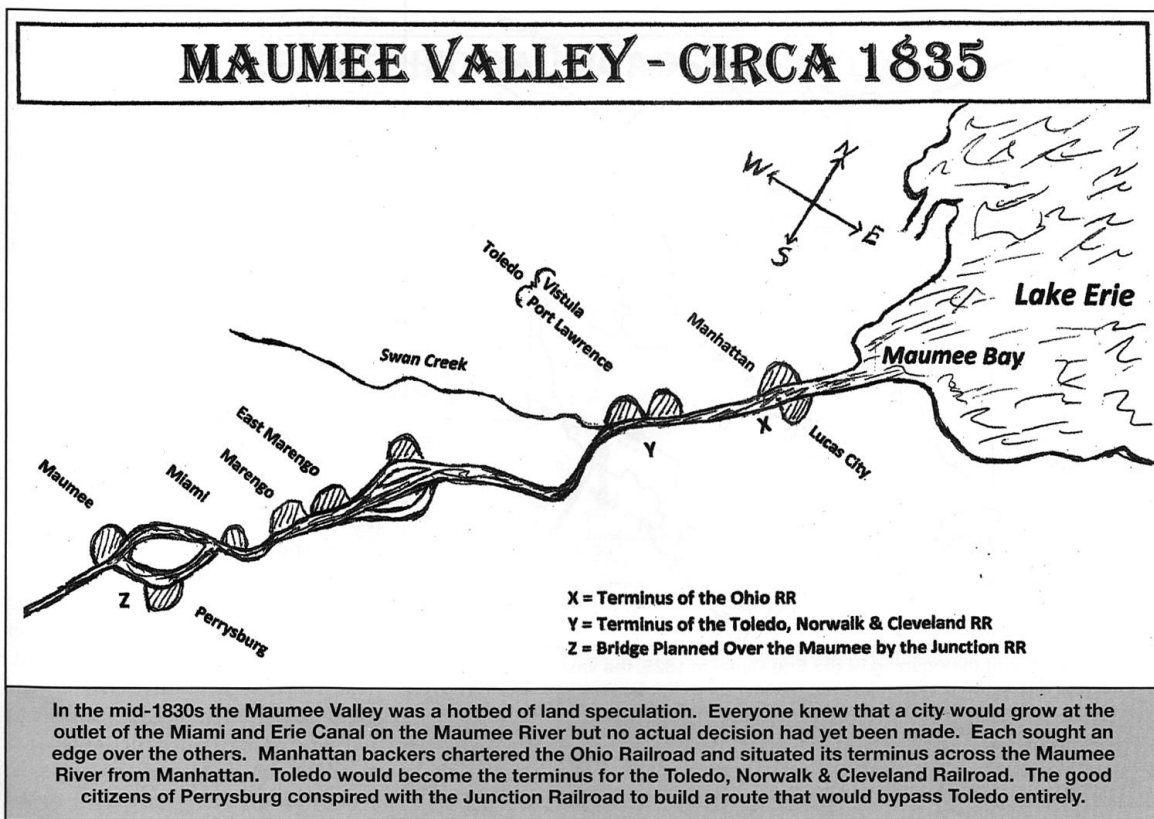 MAUMEE VALLEY - CIRCA 1835
N
W
E
S
Lake Erie
Maumee Bay
Toledo
Vistula
Port Lawrence
Manhattan
Swan Creek
East Marengo
Marengo
Miami
Maumee
Y
X
Lucas City
Z
Perrysburg
X = Terminus of the Ohio RR
Y = Terminus of the Toledo, Norwalk & Cleveland RR
Z = Bridge Planned Over the Maumee by the Junction RR
In the mid-1830s the Maumee Valley was a hotbed of land speculation. Everyone knew that a city would grow at the
outlet of the Miami and Erie Canal on the Maumee River but no actual decision had yet been made. Each sought an
edge over the others. Manhattan backers chartered the Ohio Railroad and situated its terminus across the Maumee
River from Manhattan. Toledo would become the terminus for the Toledo, Norwalk & Cleveland Railroad. The good
citizens of Perrysburg conspired with the Junction Railroad to build a route that would bypass Toledo entirely.